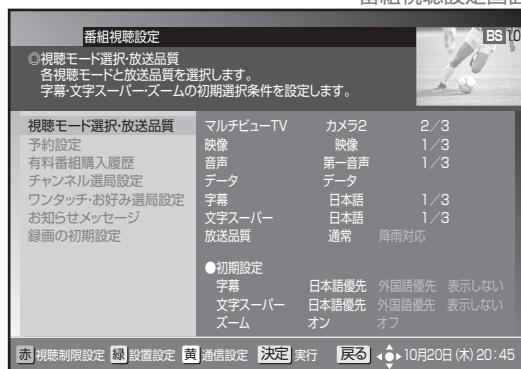 番組視聴設定
BS 10
◎視聴モード選択・放送品質
各視聴モードと放送品質を選択します。
字幕・文字スーパー・ズームの初期選択条件を設定します。
視聴モード選択・放送品質
予約設定
有料番組購入履歴
チャンネル選局設定
ワンタッチ・お好み選局設定
お知らせメッセージ
録画の初期設定
マルチビューTV カメラ2 2/3
映像 映像 1/3
音声 第一音声 1/3
データ データ
字幕 日本語 1/3
文字スーパー 日本語 1/3
放送品質 通常 降雨対応
●初期設定
字幕 日本語優先 外国語優先 表示しない
文字スーパー 日本語優先 外国語優先 表示しない
ズーム オン オフ
赤 視聴制限設定 緑 設置設定 黄 通信設定 決定 実行 戻る 10月20日(木) 20:45